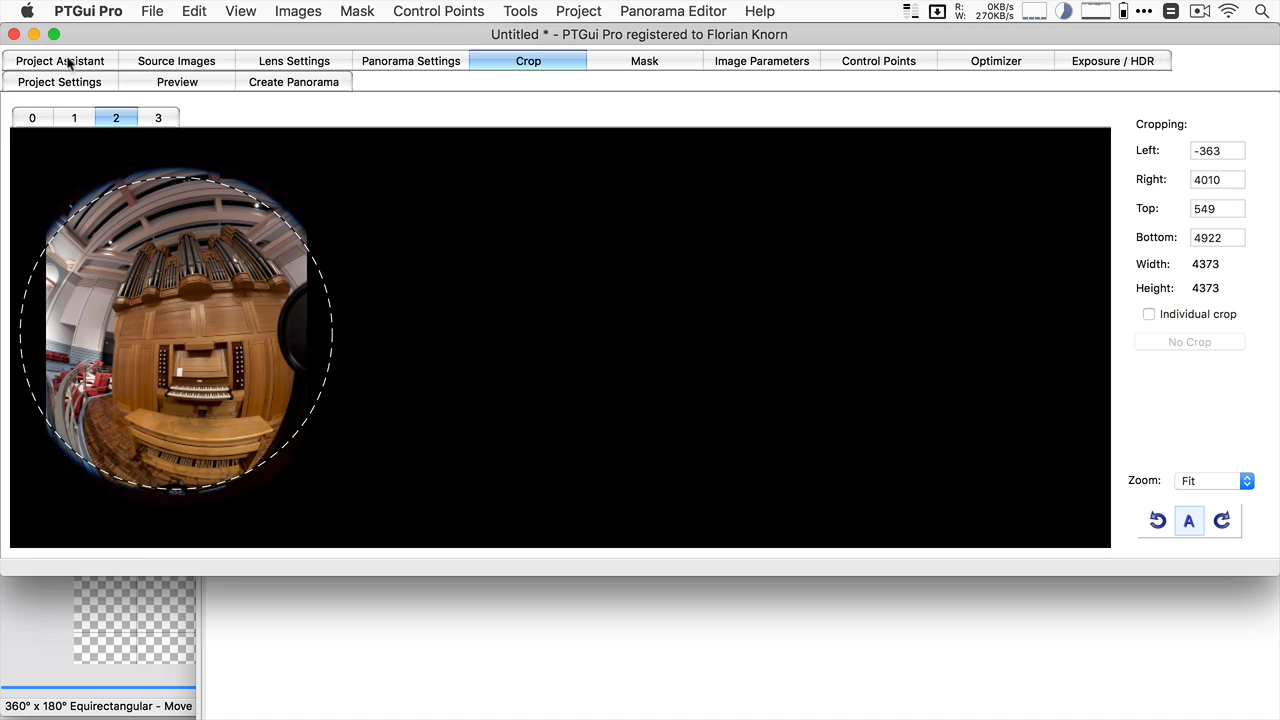 PTGui Pro File Edit View Images Mask Control Points Tools Project Panorama Editor Help R: 0KB/s W: 270KB/s
Untitled * - PTGui Pro registered to Florian Knorn
Project Assistant Source Images Lens Settings Panorama Settings Crop Mask Image Parameters Control Points Optimizer Exposure / HDR
Project Settings Preview Create Panorama
0 1 2 3
Cropping:
Left: -363
Right: 4010
Top: 549
Bottom: 4922
Width: 4373
Height: 4373
Individual crop
No Crop
Zoom: Fit
A
360° x 180° Equirectangular - Move